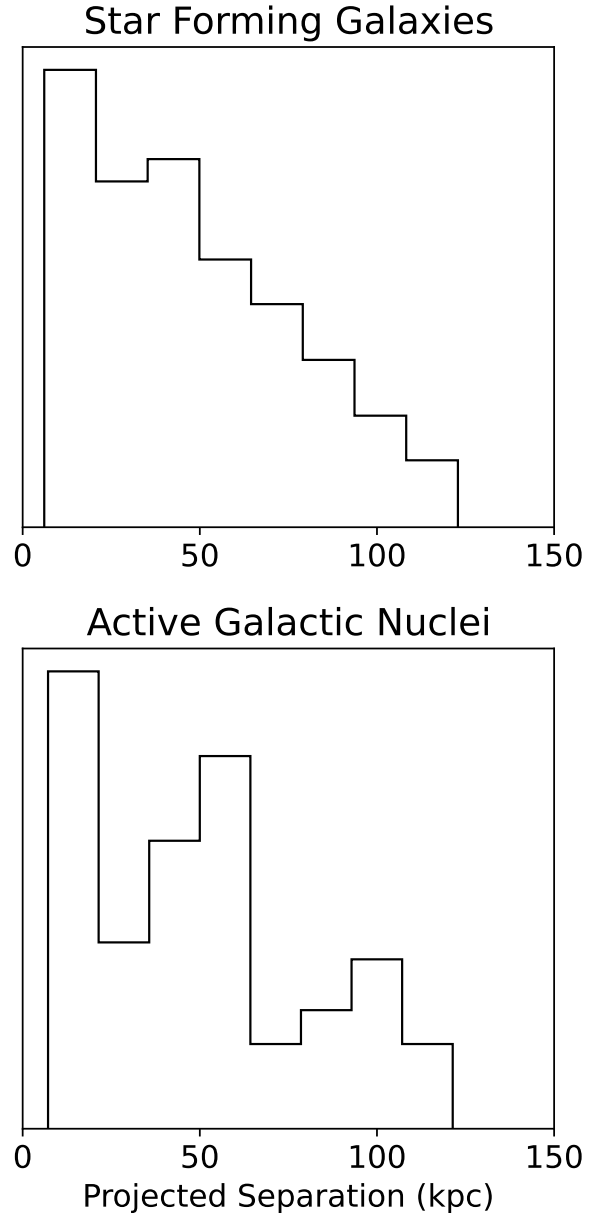 Star Forming Galaxies
0 50 100 150
Active Galactic Nuclei
0 50 100 150
Projected Separation (kpc)